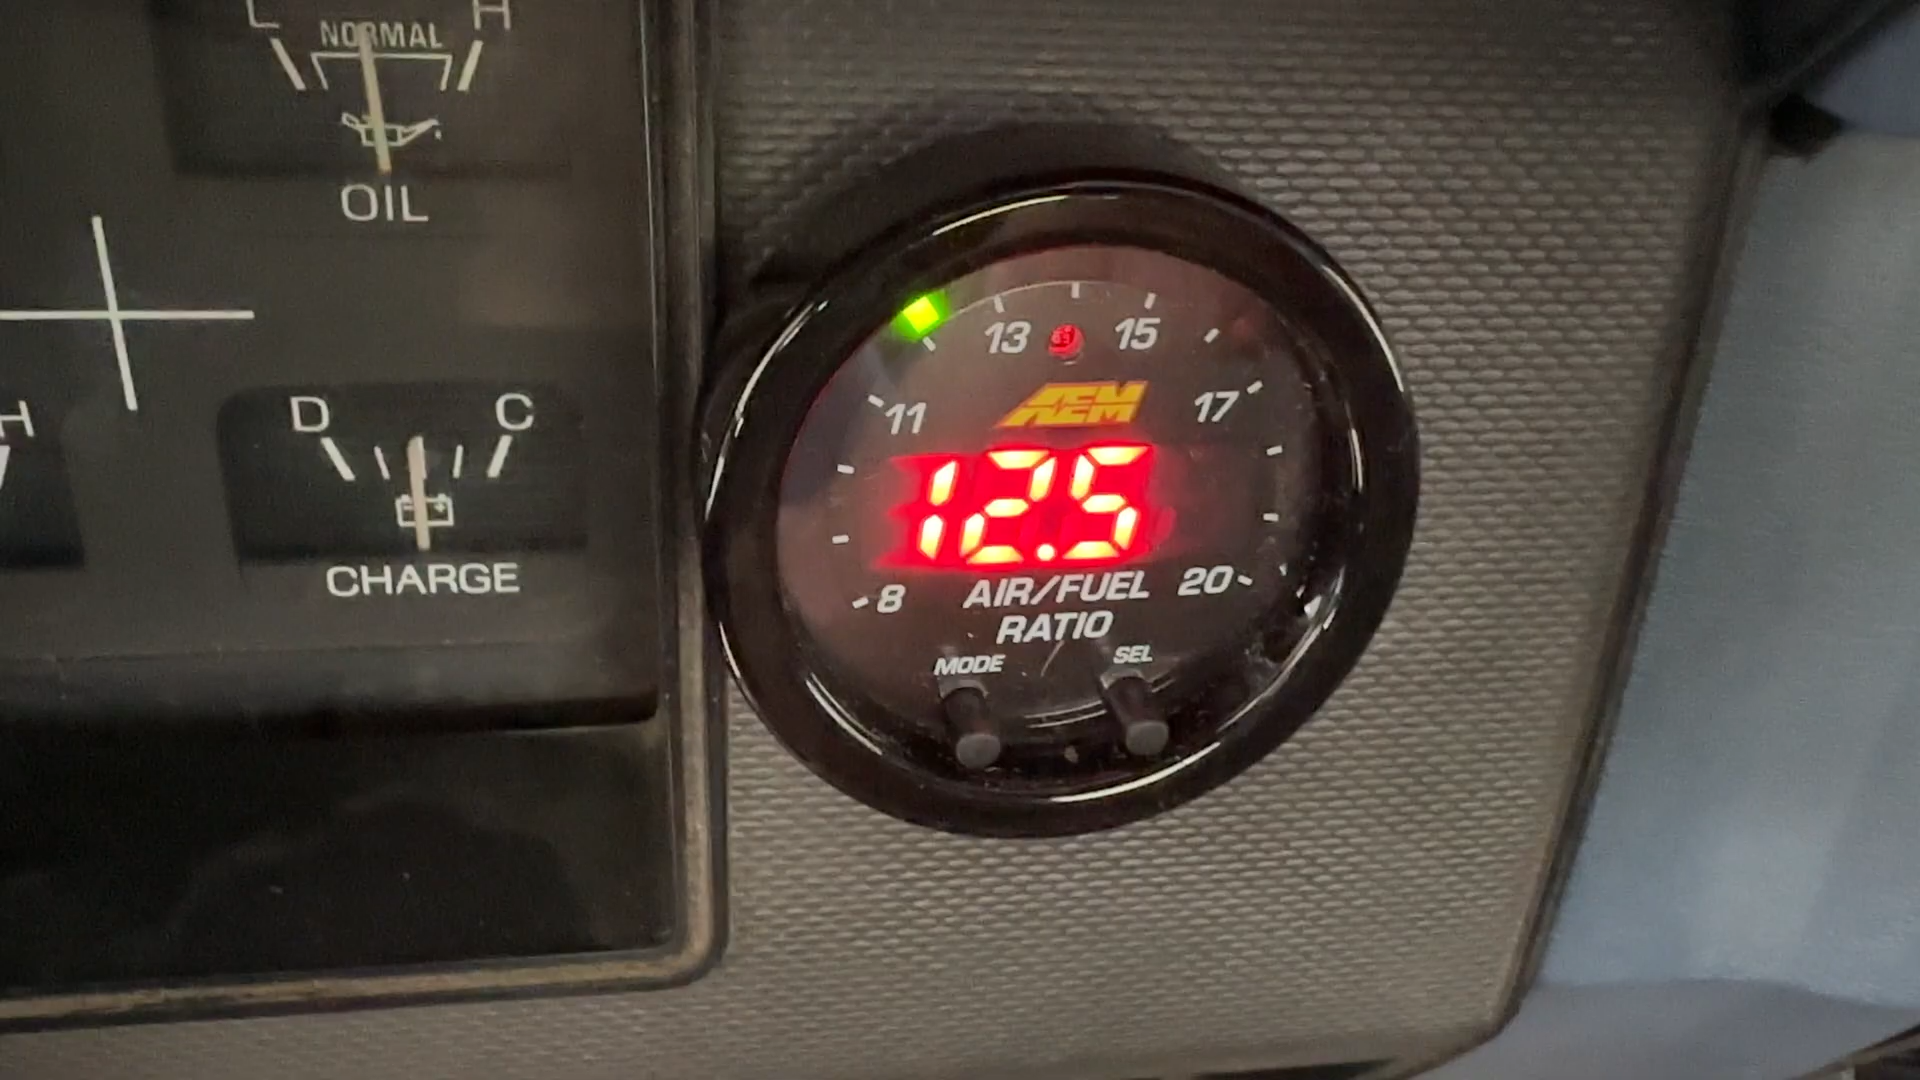 L H
NORMAL
OIL
H
D C
CHARGE
13 15
11 17
AEM
12.5
8 20
AIR/FUEL
RATIO
MODE SEL